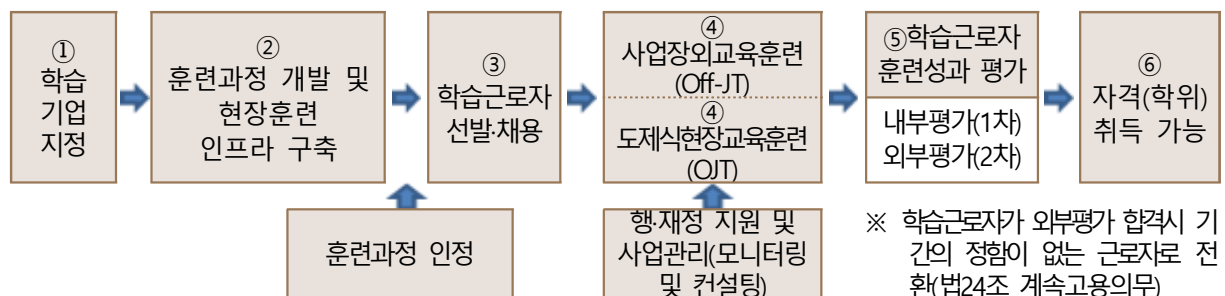 ①
학습
기업
지정
②
훈련과정 개발 및
현장훈련
인프라 구축
③
학습근로자
선발·채용
④
사업장외교육훈련
(Off-JT)
④
도제식현장교육훈련
(OJT)
⑤학습근로자
훈련성과 평가
내부평가(1차)
외부평가(2차)
⑥
자격(학위)
취득 가능
훈련과정 인정
행·재정 지원 및
사업관리(모니터링
및 컨설팅)
※ 학습근로자가 외부평가 합격시 기
간의 정함이 없는 근로자로 전
환(법24조 계속고용의무)